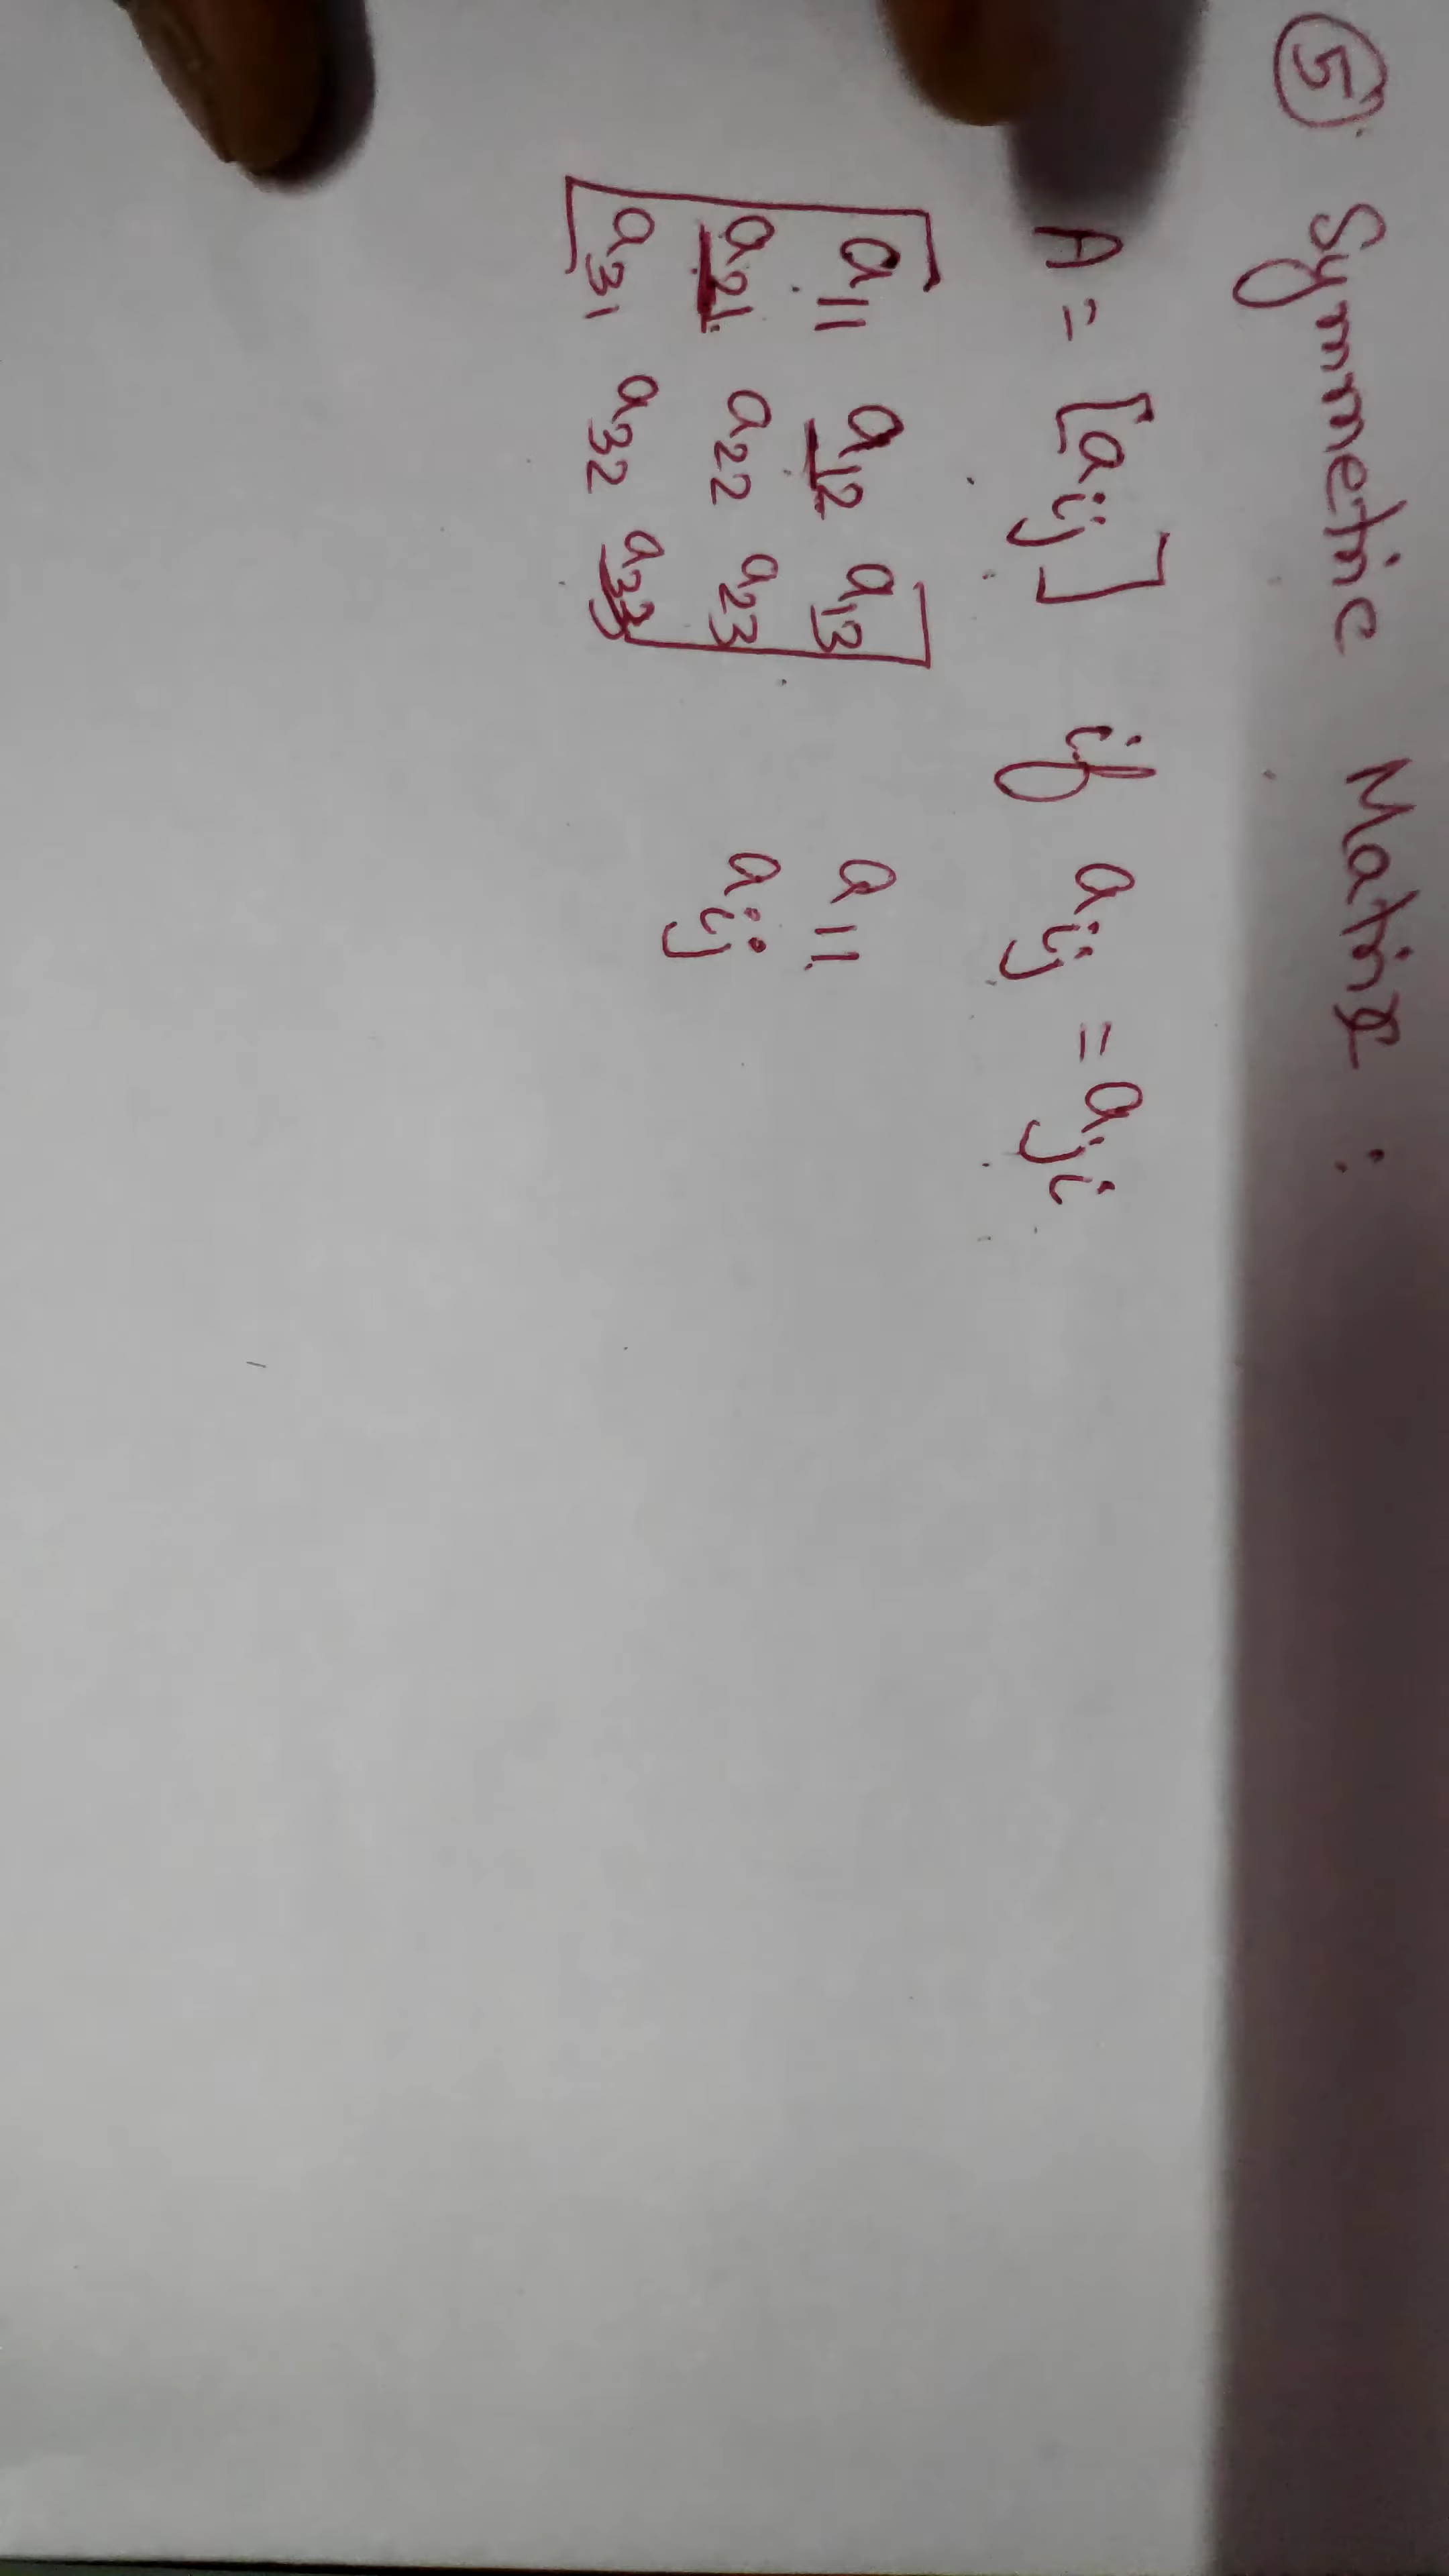 5. Symmetric Matrix :
A = [aij] if aij = aji
a11 a12 a13 a11
a21 a22 a23 aij
a31 a32 a33